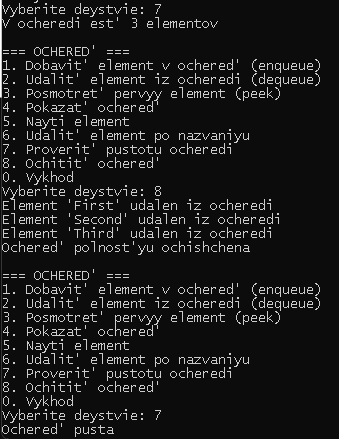 Vyberite deystvie: 7
V ocheredi est' 3 elementov
=== OCHERED' ===
1. Dobavit' element v ochered' (enqueue)
2. Udalit' element iz ocheredi (dequeue)
3. Posmotret' pervyy element (peek)
4. Pokazat' ochered'
5. Nayti element
6. Udalit' element po nazvaniyu
7. Proverit' pustotu ocheredi
8. Ochitit' ochered'
0. Vykhod
Vyberite deystvie: 8
Element 'First' udalen iz ocheredi
Element 'Second' udalen iz ocheredi
Element 'Third' udalen iz ocheredi
Ochered' polnost'yu ochishchena
=== OCHERED' ===
1. Dobavit' element v ochered' (enqueue)
2. Udalit' element iz ocheredi (dequeue)
3. Posmotret' pervyy element (peek)
4. Pokazat' ochered'
5. Nayti element
6. Udalit' element po nazvaniyu
7. Proverit' pustotu ocheredi
8. Ochitit' ochered'
0. Vykhod
Vyberite deystvie: 7
Ochered' pusta